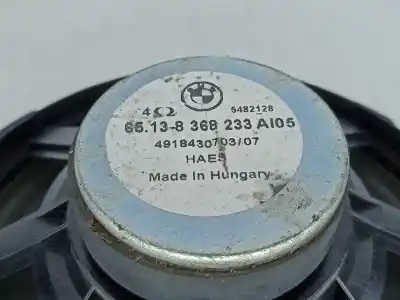 4Ω 5482128
65.13-8 368 233 AI05
4918430703/07
HAES
Made In Hungary